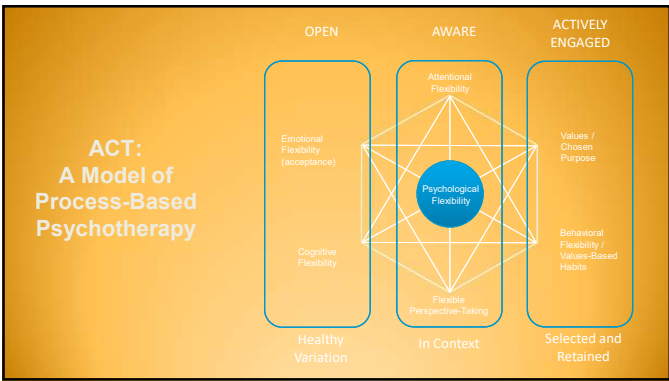 ACT:
A Model of
Process-Based
Psychotherapy
OPEN
AWARE
ACTIVELY
ENGAGED
Attentional
Flexibility
Emotional
Flexibility
(acceptance)
Values /
Chosen
Purpose
Psychological
Flexibility
Cognitive
Flexibility
Behavioral
Flexibility /
Values-Based
Habits
Flexible
Perspective-Taking
Healthy
Variation
In Context
Selected and
Retained